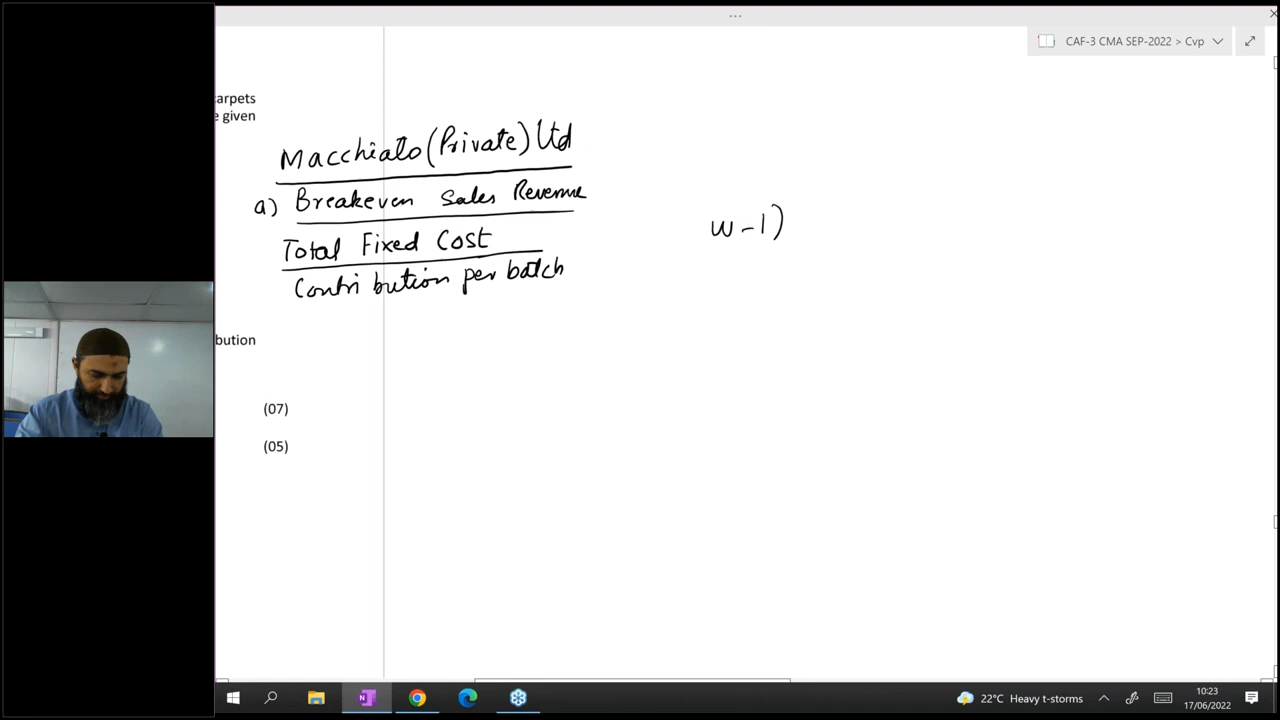 ...
CAF-3 CMA SEP-2022 > Cvp
arpets
e given
Macchiato (Private) Ltd
a) Breakeven Sales Revenue
Total Fixed Cost
Contribution per batch
w-1)
bution
(07)
(05)
22°C Heavy t-storms
10:23
17/06/2022